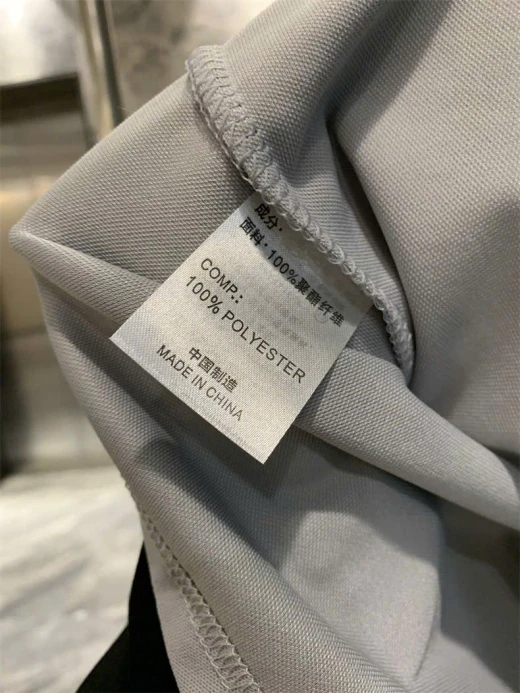 成分：
面料：100%聚酯纤维
COMP.:
100% POLYESTER
中国制造
MADE IN CHINA